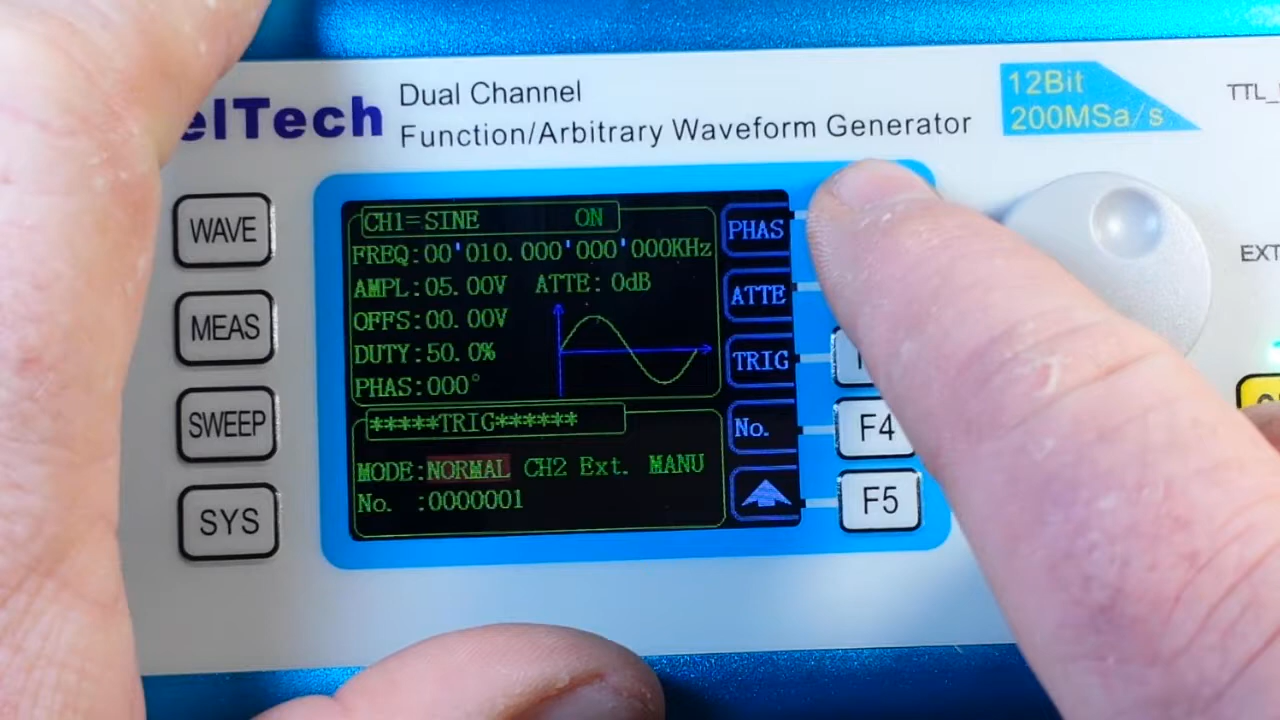 elTech
Dual Channel
Function/Arbitrary Waveform Generator
12Bit
200MSa/s
TTL_
EXT
WAVE
MEAS
SWEEP
SYS
CH1=SINE ON
FREQ:00'010.000'000'000KHz
AMPL:05.00V ATTE: 0dB
OFFS:00.00V
DUTY:50.0%
PHAS:000°
*****TRIG******
MODE:NORMAL CH2 Ext. MANU
No. :0000001
PHAS
ATTE
TRIG
No.
F4
F5